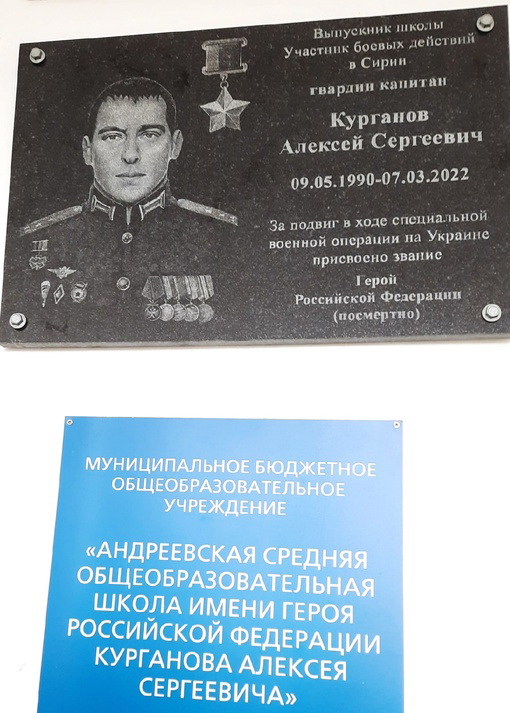 Выпускник школы
Участник боевых действий
в Сирии
гвардии капитан
Курганов
Алексей Сергеевич
09.05.1990-07.03.2022
За подвиг в ходе специальной
военной операции на Украине
присвоено звание
Герой
Российской Федерации
(посмертно)
МУНИЦИПАЛЬНОЕ БЮДЖЕТНОЕ
ОБЩЕОБРАЗОВАТЕЛЬНОЕ
УЧРЕЖДЕНИЕ
«АНДРЕЕВСКАЯ СРЕДНЯЯ
ОБЩЕОБРАЗОВАТЕЛЬНАЯ
ШКОЛА ИМЕНИ ГЕРОЯ
РОССИЙСКОЙ ФЕДЕРАЦИИ
КУРГАНОВА АЛЕКСЕЯ
СЕРГЕЕВИЧА»